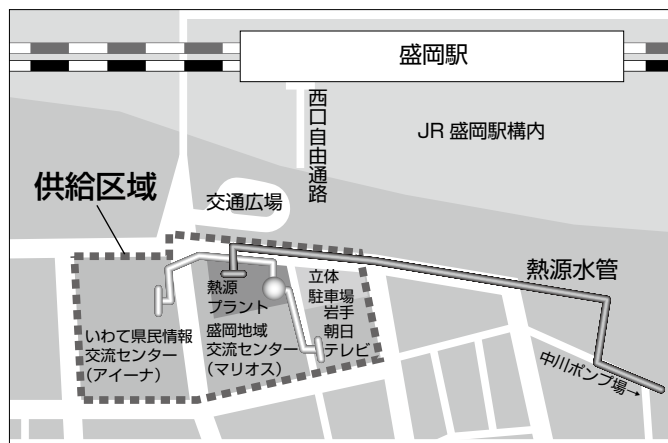 盛岡駅
西口自由通路
JR 盛岡駅構内
供給区域
交通広場
熱源水管
熱源
プラント
立体
駐車場
岩手
朝日
テレビ
いわて県民情報
交流センター
（アイーナ）
盛岡地域
交流センター
（マリオス）
中川ポンプ場→